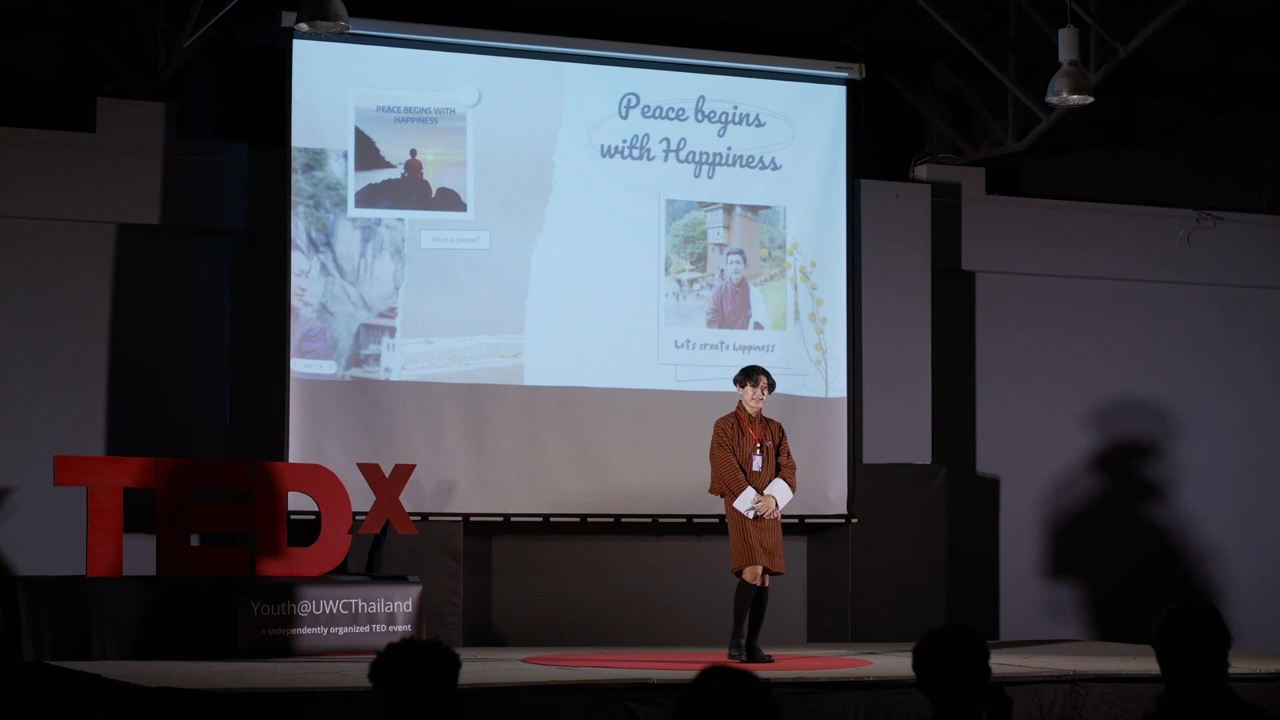 PEACE BEGINS WITH
HAPPINESS
What is peace?
Peace begins
with Happiness
Lets create happiness
TEDx
Youth@UWCThailand
independently organized TED event